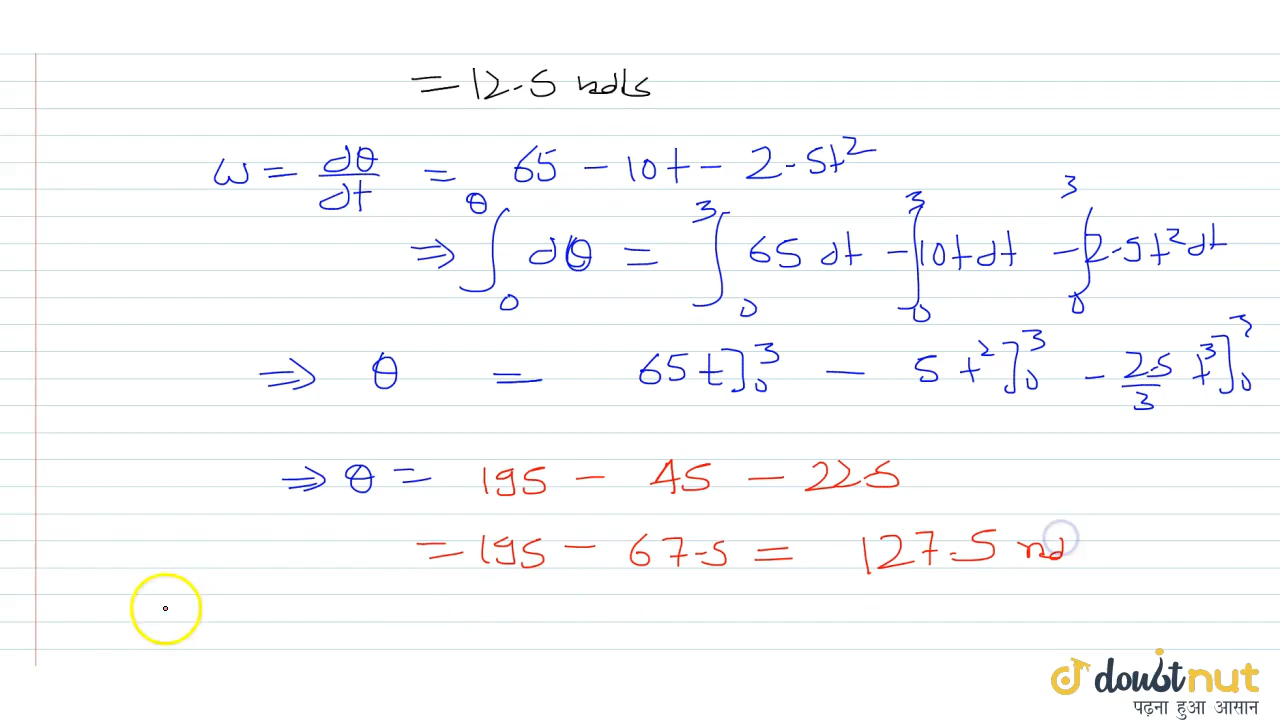 = 12.5 rad/s
ω = dθ/dt = 65 - 10t - 2.5t²
⇒ ∫₀^θ dθ = ∫₀³ 65 dt - ∫₀³ 10t dt - ∫₀³ 2.5t² dt
⇒ θ = 65t]₀³ - 5t²]₀³ - 2.5/3 t³]₀³
⇒ θ = 195 - 45 - 22.5
= 195 - 67.5 = 127.5 rad
doubtnut
पढ़ना हुआ आसान